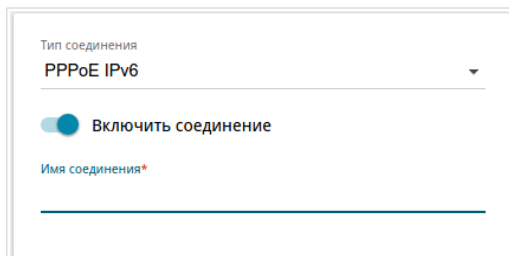 Тип соединения
PPPoE IPv6
Включить соединение
Имя соединения*